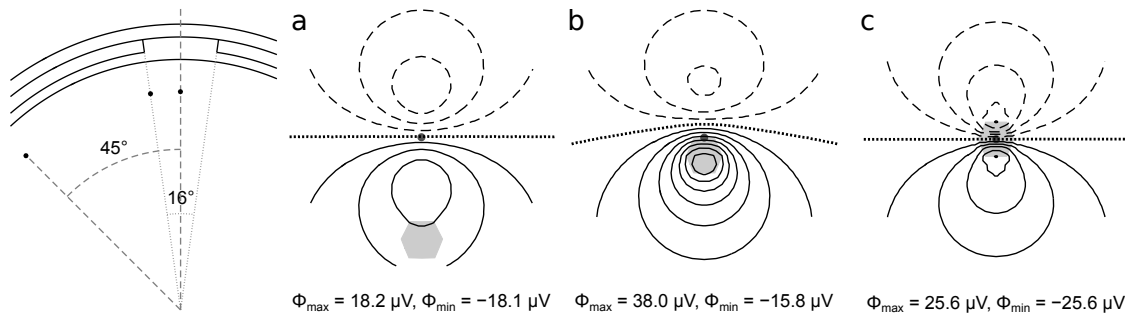 a
b
c
45°
16°
Φmax = 18.2 μV, Φmin = −18.1 μV
Φmax = 38.0 μV, Φmin = −15.8 μV
Φmax = 25.6 μV, Φmin = −25.6 μV